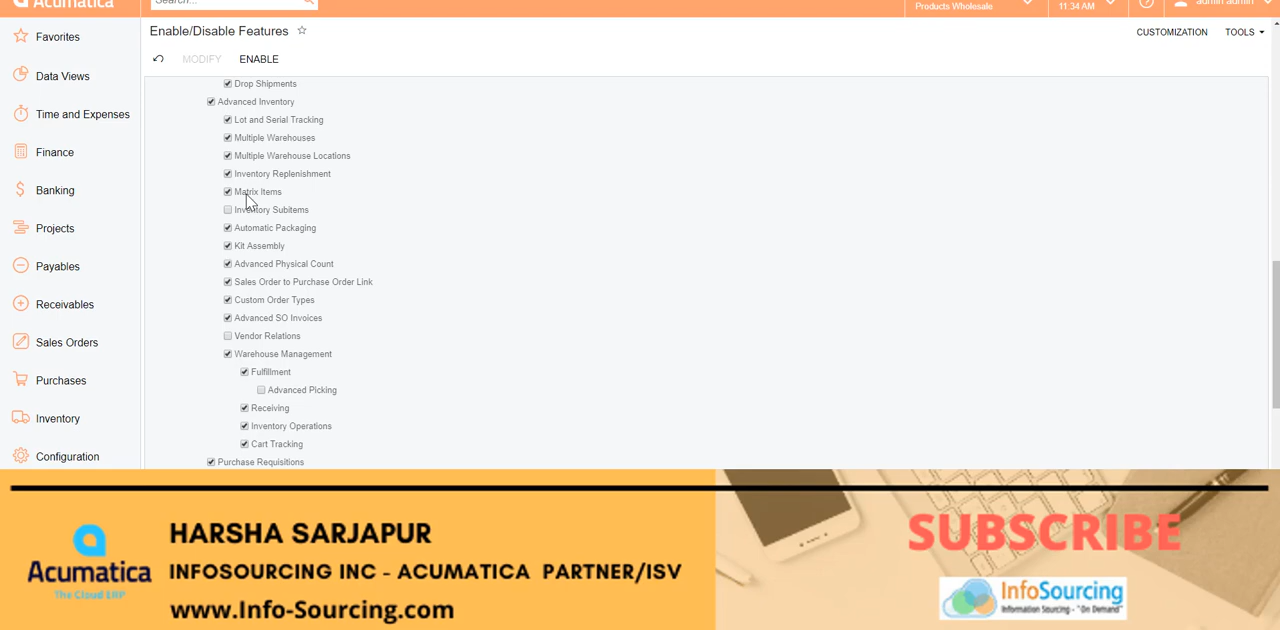 Acumatica
Search...
Products Wholesale
11:34 AM
admin admin
Favorites
Data Views
Time and Expenses
Finance
Banking
Projects
Payables
Receivables
Sales Orders
Purchases
Inventory
Configuration
Enable/Disable Features
CUSTOMIZATION TOOLS
MODIFY ENABLE
Drop Shipments
Advanced Inventory
Lot and Serial Tracking
Multiple Warehouses
Multiple Warehouse Locations
Inventory Replenishment
Matrix Items
Inventory Subitems
Automatic Packaging
Kit Assembly
Advanced Physical Count
Sales Order to Purchase Order Link
Custom Order Types
Advanced SO Invoices
Vendor Relations
Warehouse Management
Fulfillment
Advanced Picking
Receiving
Inventory Operations
Cart Tracking
Purchase Requisitions
Acumatica
The Cloud ERP
HARSHA SARJAPUR
INFOSOURCING INC - ACUMATICA PARTNER/ISV
www.Info-Sourcing.com
SUBSCRIBE
InfoSourcing
Information Sourcing - "On Demand"